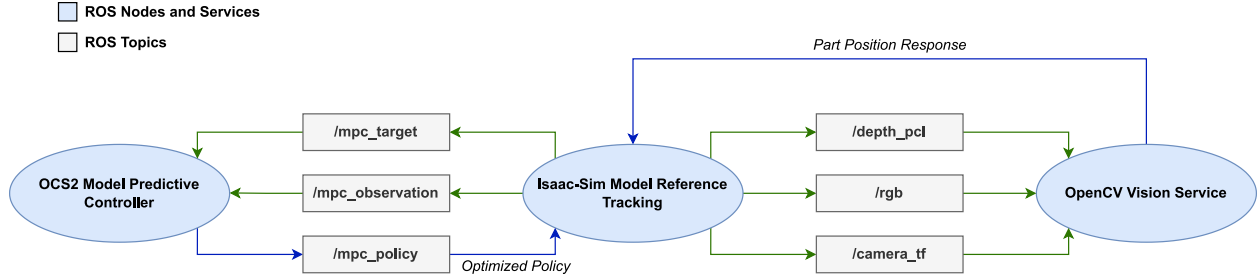 ROS Nodes and Services
ROS Topics
Part Position Response
/mpc_target
/depth_pcl
OCS2 Model Predictive
Controller
/mpc_observation
Isaac-Sim Model Reference
Tracking
/rgb
OpenCV Vision Service
/mpc_policy
/camera_tf
Optimized Policy